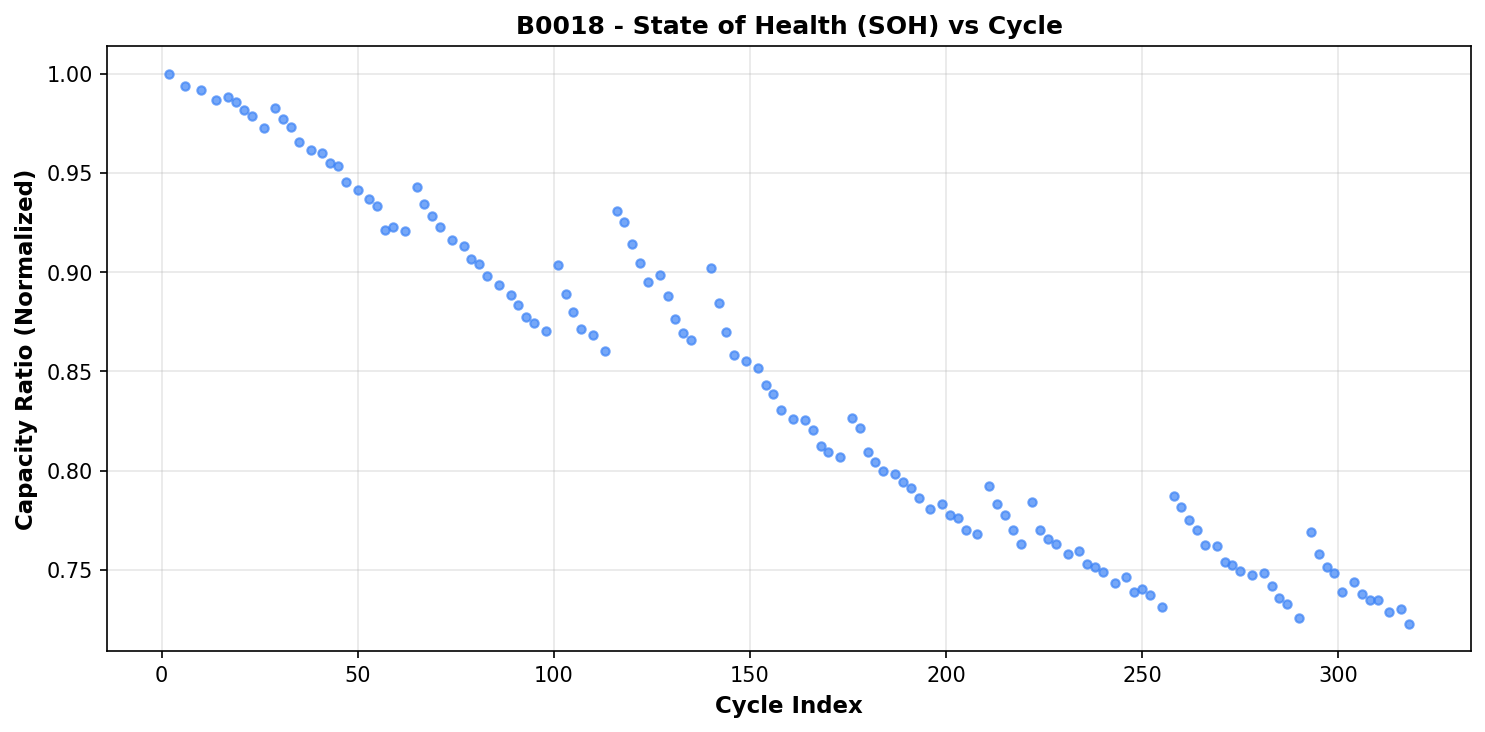 B0018 - State of Health (SOH) vs Cycle
Capacity Ratio (Normalized)
1.00
0.95
0.90
0.85
0.80
0.75
0 50 100 150 200 250 300
Cycle Index